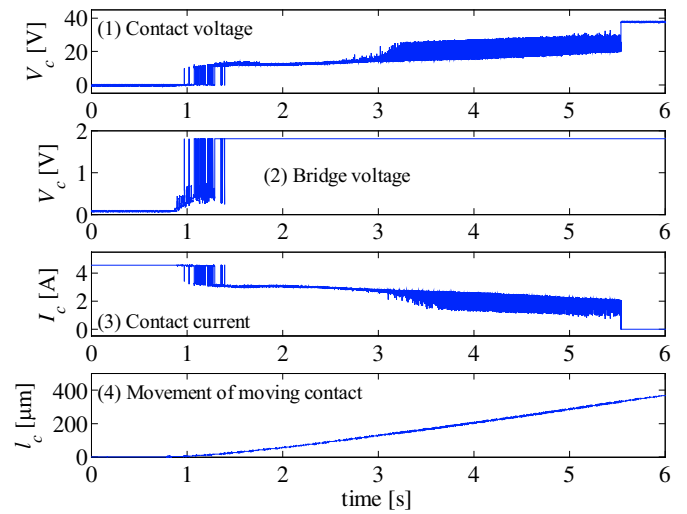 (1) Contact voltage
V_c [V]
40
20
0
0 1 2 3 4 5 6
(2) Bridge voltage
V_c [V]
2
1
0
0 1 2 3 4 5 6
(3) Contact current
I_c [A]
4
2
0
0 1 2 3 4 5 6
(4) Movement of moving contact
l_c [μm]
400
200
0
0 1 2 3 4 5 6
time [s]